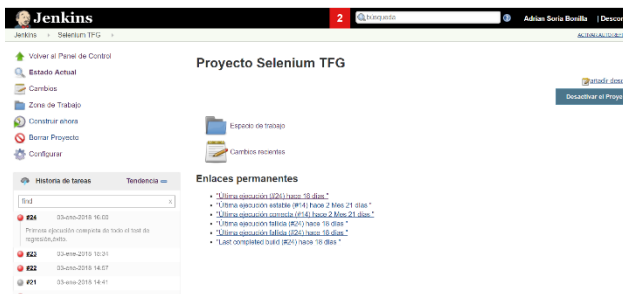 Jenkins
2
búsqueda
Adrian Soria Bonilla | Descon
Jenkins Selenium TFG
Volver al Panel de Control
Estado Actual
Cambios
Zona de Trabajo
Construir ahora
Borrar Proyecto
Configurar
Proyecto Selenium TFG
añadir desc
Desactivar el Proye
Espacio de trabajo
Cambios recientes
Enlaces permanentes
"Última ejecución (#24) hace 18 días "
"Última ejecución estable (#14) hace 2 Mes 21 días "
"Última ejecución correcta (#14) hace 2 Mes 21 días "
"Última ejecución fallida (#24) hace 18 días "
"Última ejecución fallida (#24) hace 18 días "
"Last completed build (#24) hace 18 días "
Historia de tareas Tendencia
find x
#24 03-ene-2018 16:03
Primera ejecución completa de todo el test de
regresión,éxito.
#23 03-ene-2018
#22 03-ene-2018 14:57
#21 03-ene-2018 14:41